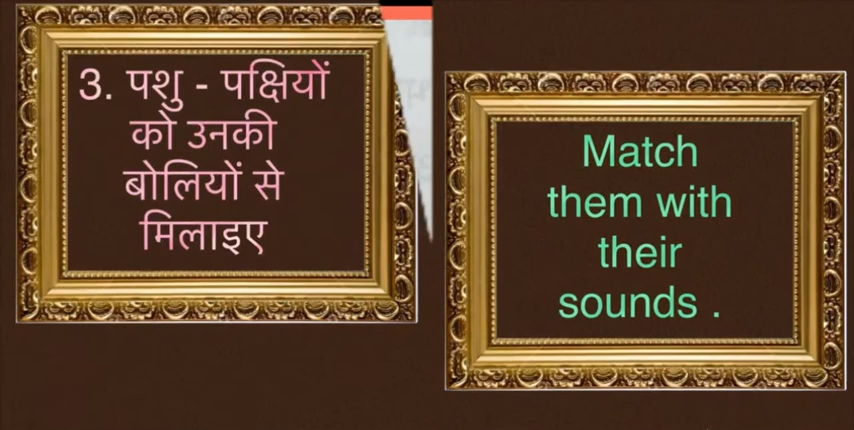 3. पशु - पक्षियों
को उनकी
बोलियों से
मिलाइए
Match
them with
their
sounds .